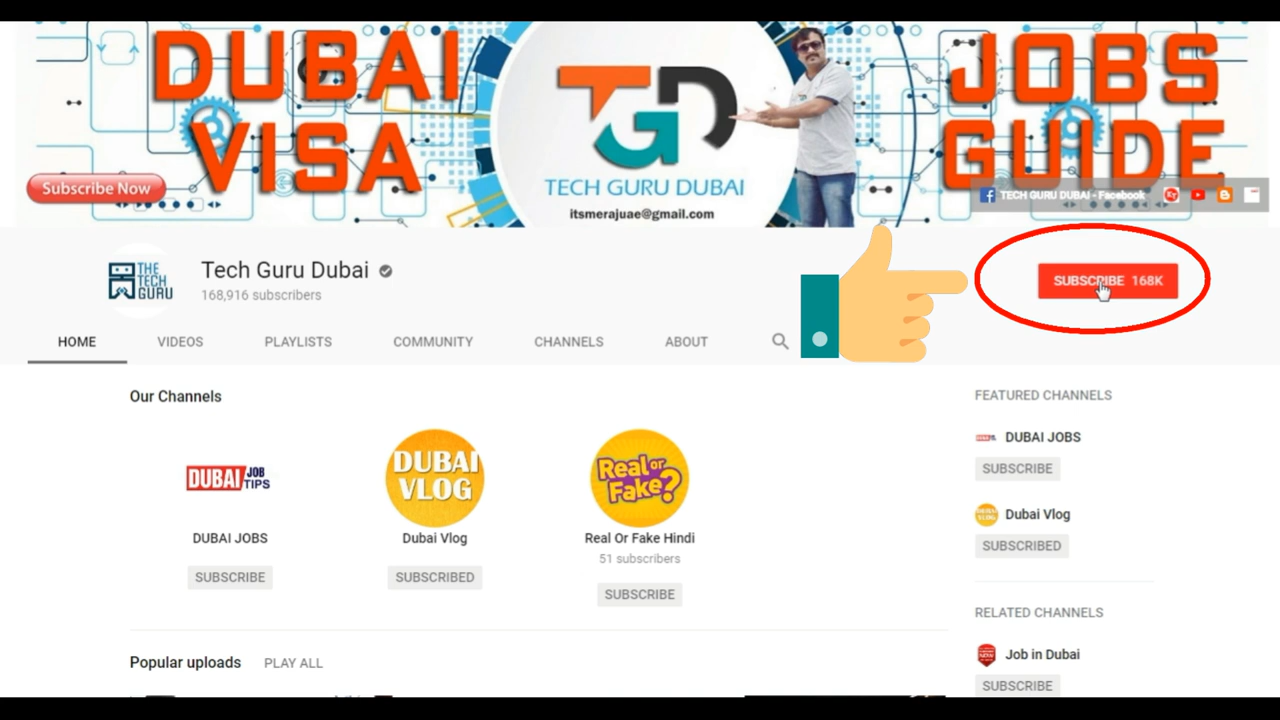 DUBAI
VISA
JOBS
GUIDE
TGD
TECH GURU DUBAI
itsmerajuae@gmail.com
Subscribe Now
TECH GURU DUBAI - Facebook
THE
TECH
GURU
Tech Guru Dubai
168,916 subscribers
SUBSCRIBE 168K
HOME VIDEOS PLAYLISTS COMMUNITY CHANNELS ABOUT
Our Channels
DUBAI JOB TIPS
DUBAI JOBS
SUBSCRIBE
DUBAI
VLOG
Dubai Vlog
SUBSCRIBED
Real or
Fake?
Real Or Fake Hindi
51 subscribers
SUBSCRIBE
Popular uploads PLAY ALL
FEATURED CHANNELS
DUBAI JOBS
SUBSCRIBE
Dubai Vlog
SUBSCRIBED
RELATED CHANNELS
Job in Dubai
SUBSCRIBE